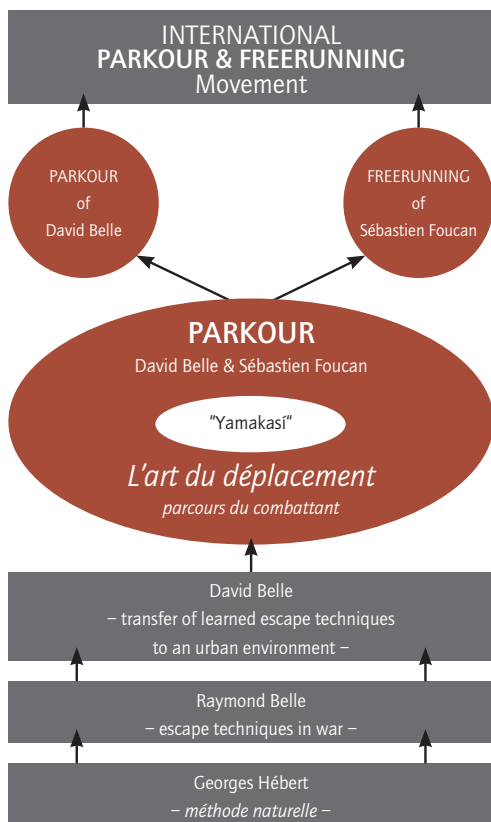 INTERNATIONAL
PARKOUR & FREERUNNING
Movement
PARKOUR
of
David Belle
FREERUNNING
of
Sébastien Foucan
PARKOUR
David Belle & Sébastien Foucan
"Yamakasí"
L'art du déplacement
parcours du combattant
David Belle
– transfer of learned escape techniques
to an urban environment –
Raymond Belle
– escape techniques in war –
Georges Hébert
– méthode naturelle –